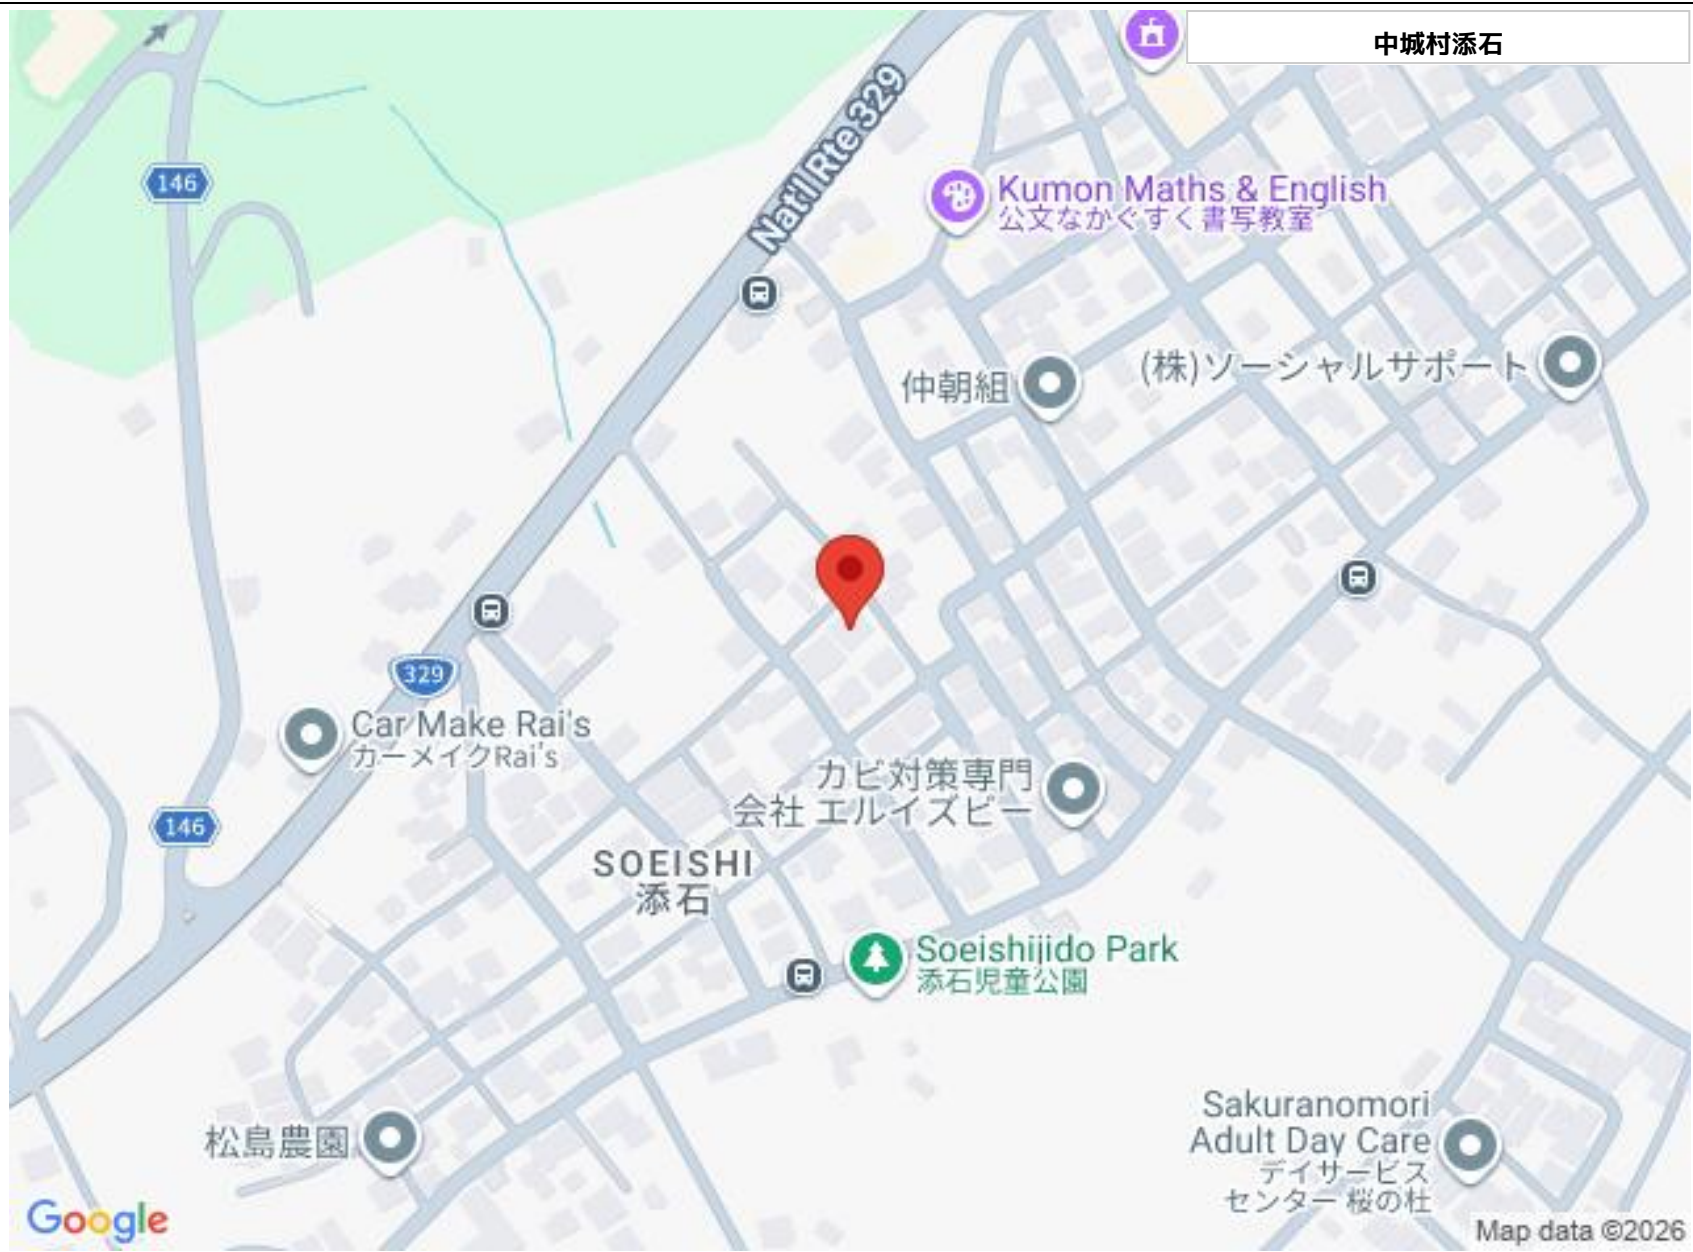 中城村添石
Nat'l Rte 329
146
Kumon Maths & English
公文なかぐすく書写教室
仲朝組
(株)ソーシャルサポート
329
Car Make Rai's
カーメイクRai's
146
カビ対策専門
会社 エルイズビー
SOEISHI
添石
Soeishijido Park
添石児童公園
松島農園
Sakuranomori
Adult Day Care
デイサービス
センター 桜の杜
Google
Map data ©2026